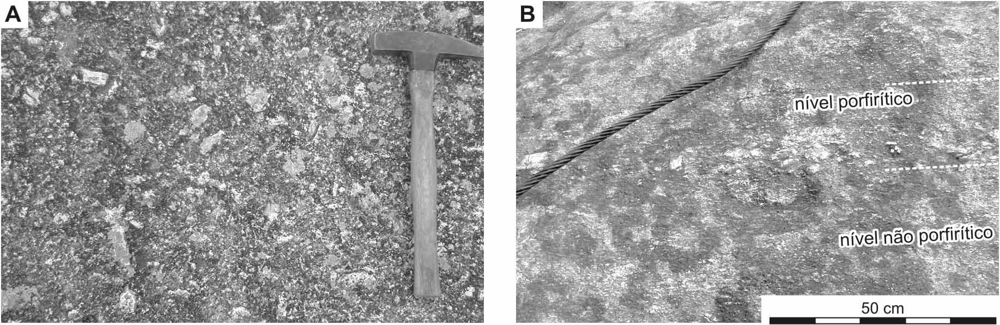 A
B
nível porfirítico
nível não porfirítico
50 cm